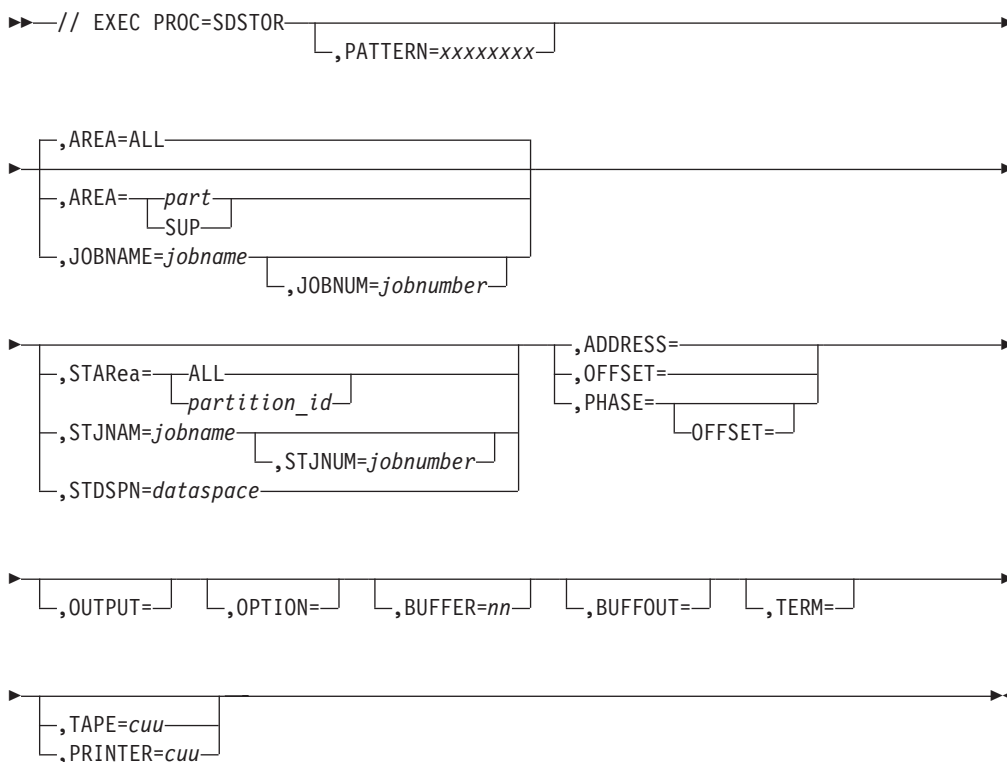 // EXEC PROC=SDSTOR
,PATTERN=xxxxxxxx
,AREA=ALL
,AREA= part
SUP
,JOBNAME=jobname
,JOBNUM=jobnumber
,STARea= ALL
partition_id
,STJNAM=jobname
,STJNUM=jobnumber
,STDSPN=dataspace
,ADDRESS=
,OFFSET=
,PHASE=
OFFSET=
,OUTPUT= ,OPTION= ,BUFFER=nn ,BUFFOUT= ,TERM=
,TAPE=cuu
,PRINTER=cuu